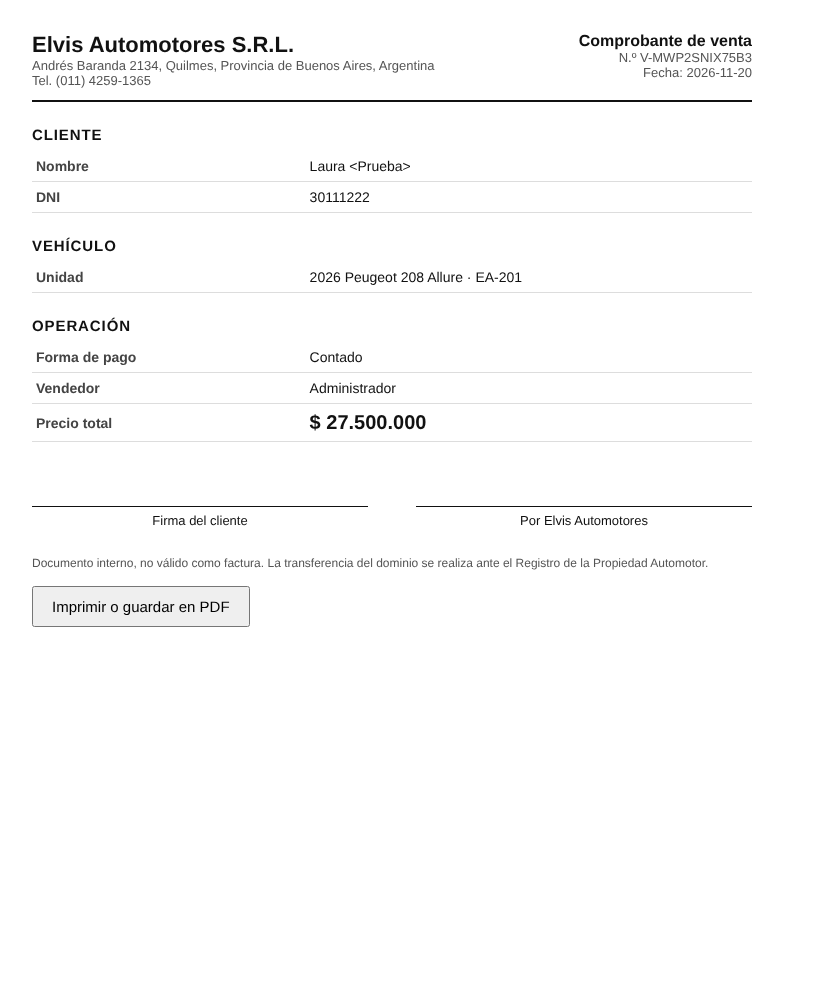 Elvis Automotores S.R.L.
Andrés Baranda 2134, Quilmes, Provincia de Buenos Aires, Argentina
Tel. (011) 4259-1365
Comprobante de venta
N.º V-MWP2SNIX75B3
Fecha: 2026-11-20
CLIENTE
Nombre Laura <Prueba>
DNI 30111222
VEHÍCULO
Unidad 2026 Peugeot 208 Allure · EA-201
OPERACIÓN
Forma de pago Contado
Vendedor Administrador
Precio total $ 27.500.000
Firma del cliente Por Elvis Automotores
Documento interno, no válido como factura. La transferencia del dominio se realiza ante el Registro de la Propiedad Automotor.
Imprimir o guardar en PDF